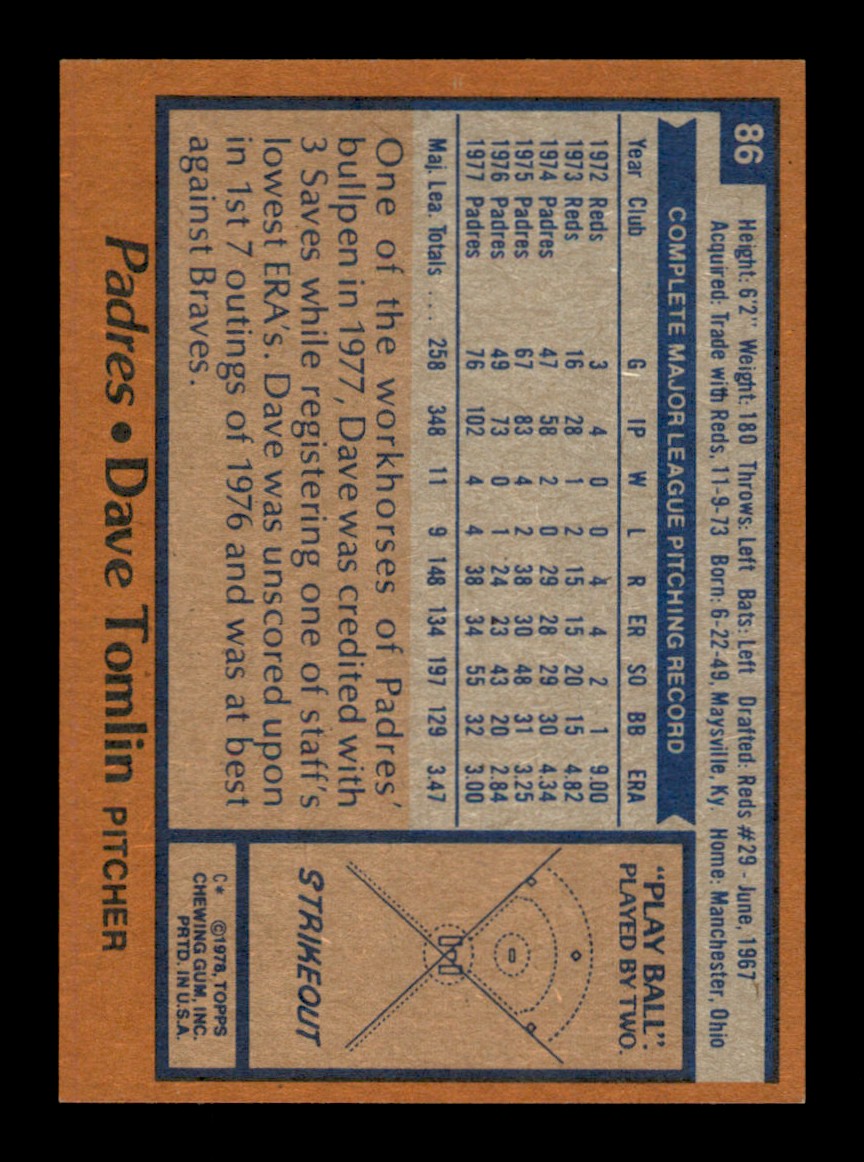 86
Height: 6'2" Weight: 180 Throws: Left Bats: Left Drafted: Reds #29 - June, 1967
Acquired: Trade with Reds, 11-9-73 Born: 6-22-49, Maysville, Ky. Home: Manchester, Ohio
COMPLETE MAJOR LEAGUE PITCHING RECORD
Year Club G IP W L R ER SO BB ERA
1972 Reds 3 4 0 0 4 4 2 1 9.00
1973 Reds 16 28 1 2 15 15 20 15 4.82
1974 Padres 47 58 2 0 29 28 29 30 4.34
1975 Padres 67 83 4 2 38 30 48 31 3.25
1976 Padres 49 73 0 1 24 23 43 20 2.84
1977 Padres 76 102 4 4 38 34 55 32 3.00
Maj. Lea. Totals .... 258 348 11 9 148 134 197 129 3.47
One of the workhorses of Padres'
bullpen in 1977, Dave was credited with
3 Saves while registering one of staff's
lowest ERA's. Dave was unscored upon
in 1st 7 outings of 1976 and was at best
against Braves.
"PLAY BALL":
PLAYED BY TWO.
STRIKEOUT
C* ©1978, TOPPS
CHEWING GUM, INC.
PRTD. IN U.S.A.
Padres • Dave Tomlin PITCHER